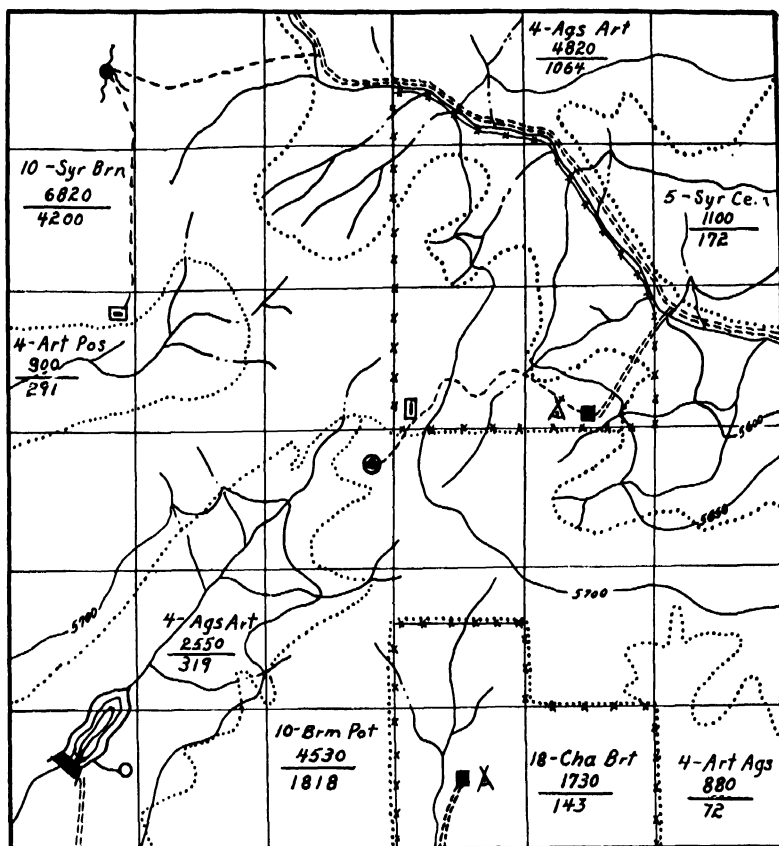 4-Ags Art
4820
1064
10-Syr Brn
6820
4200
5-Syr Ce.
1100
172
4-Art Pos
900
291
5600
5650
5700
5700
4-Ags Art
2550
319
10-Brm Pot
4530
1818
18-Cha Brt
1730
143
4-Art Ags
880
72